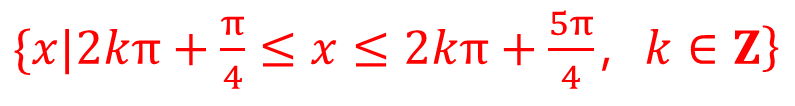 {x|2kπ + π/4 ≤ x ≤ 2kπ + 5π/4, k ∈ Z}